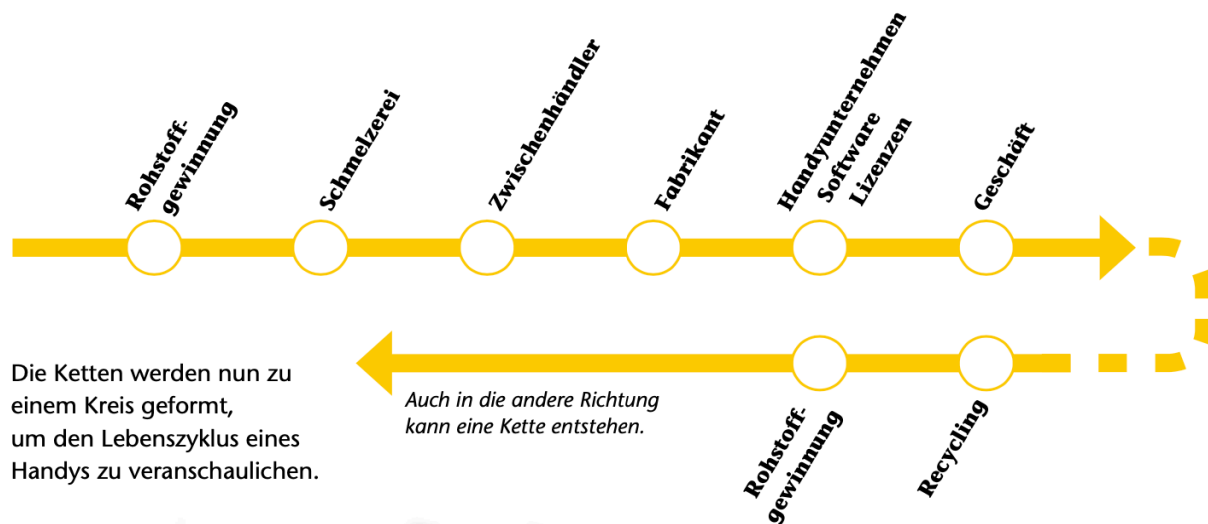 Rohstoff-
gewinnung
Schmelzerei
Zwischenhändler
Fabrikant
Handyunternehmen
Software
Lizenzen
Geschäft
Die Ketten werden nun zu
einem Kreis geformt,
um den Lebenszyklus eines
Handys zu veranschaulichen.
Auch in die andere Richtung
kann eine Kette entstehen.
Rohstoff-
gewinnung
Recycling